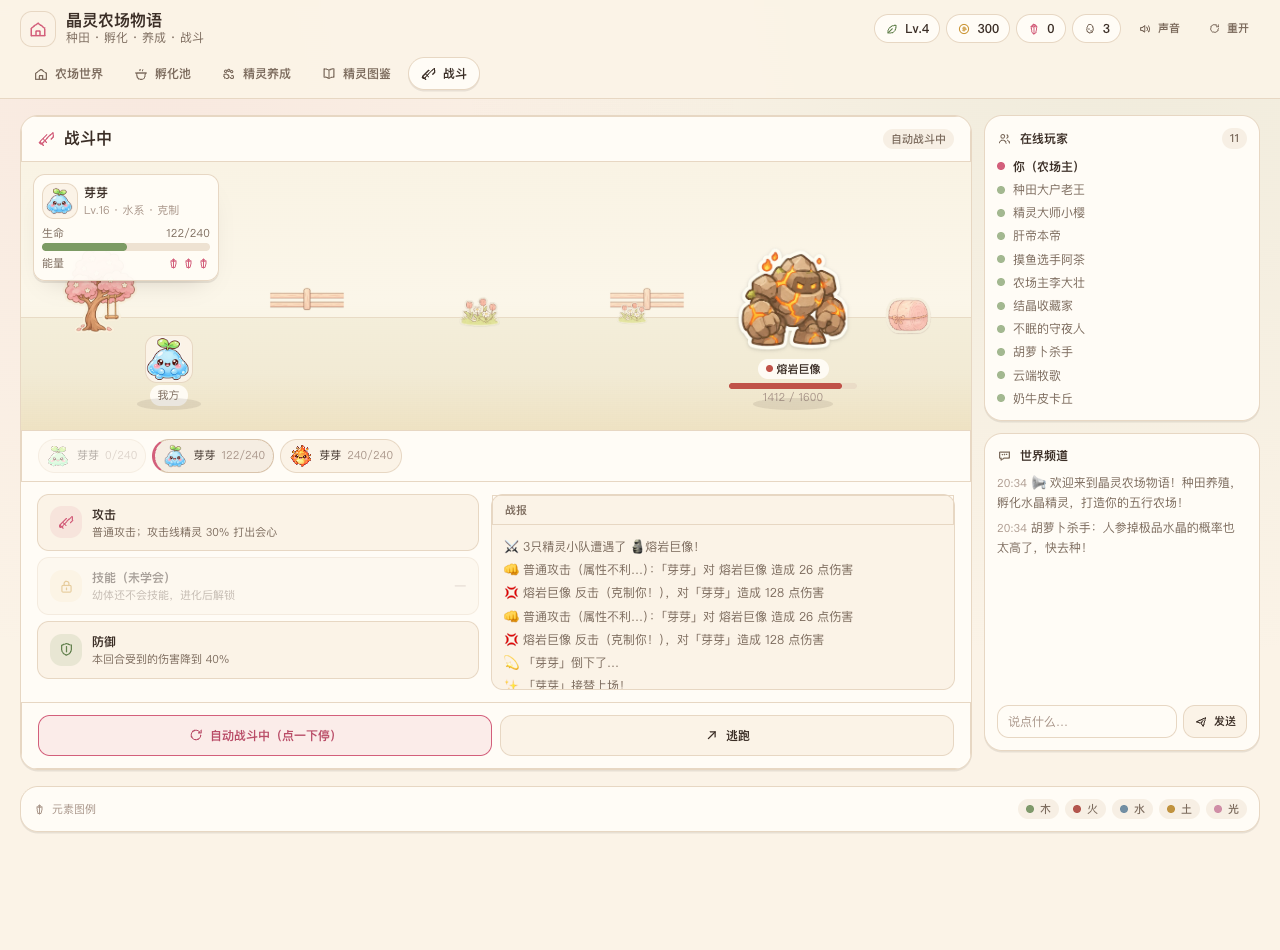 晶灵农场物语
种田 · 孵化 · 养成 · 战斗
Lv.4
300
0
3
声音
重开
农场世界
孵化池
精灵养成
精灵图鉴
战斗
战斗中
自动战斗中
芽芽
Lv.16 · 水系 · 克制
生命 122/240
能量
我方
熔岩巨像
1412 / 1600
芽芽 0/240
芽芽 122/240
芽芽 240/240
攻击
普通攻击；攻击线精灵 30% 打出会心
技能（未学会）
幼体还不会技能，进化后解锁
—
防御
本回合受到的伤害降到 40%
战报
⚔️ 3只精灵小队遭遇了 🗿熔岩巨像！
👊 普通攻击（属性不利…）：「芽芽」对 熔岩巨像 造成 26 点伤害
💢 熔岩巨像 反击（克制你！），对「芽芽」造成 128 点伤害
👊 普通攻击（属性不利…）：「芽芽」对 熔岩巨像 造成 26 点伤害
💢 熔岩巨像 反击（克制你！），对「芽芽」造成 128 点伤害
💫 「芽芽」倒下了…
✨ 「芽芽」接替上场！
自动战斗中（点一下停）
逃跑
在线玩家
11
你（农场主）
种田大户老王
精灵大师小樱
肝帝本帝
摸鱼选手阿茶
农场主李大壮
结晶收藏家
不眠的守夜人
胡萝卜杀手
云端牧歌
奶牛皮卡丘
世界频道
20:34 📢 欢迎来到晶灵农场物语！种田养殖，
孵化水晶精灵，打造你的五行农场！
20:34 胡萝卜杀手：人参掉极品水晶的概率也
太高了，快去种！
说点什么…
发送
元素图例
木
火
水
土
光